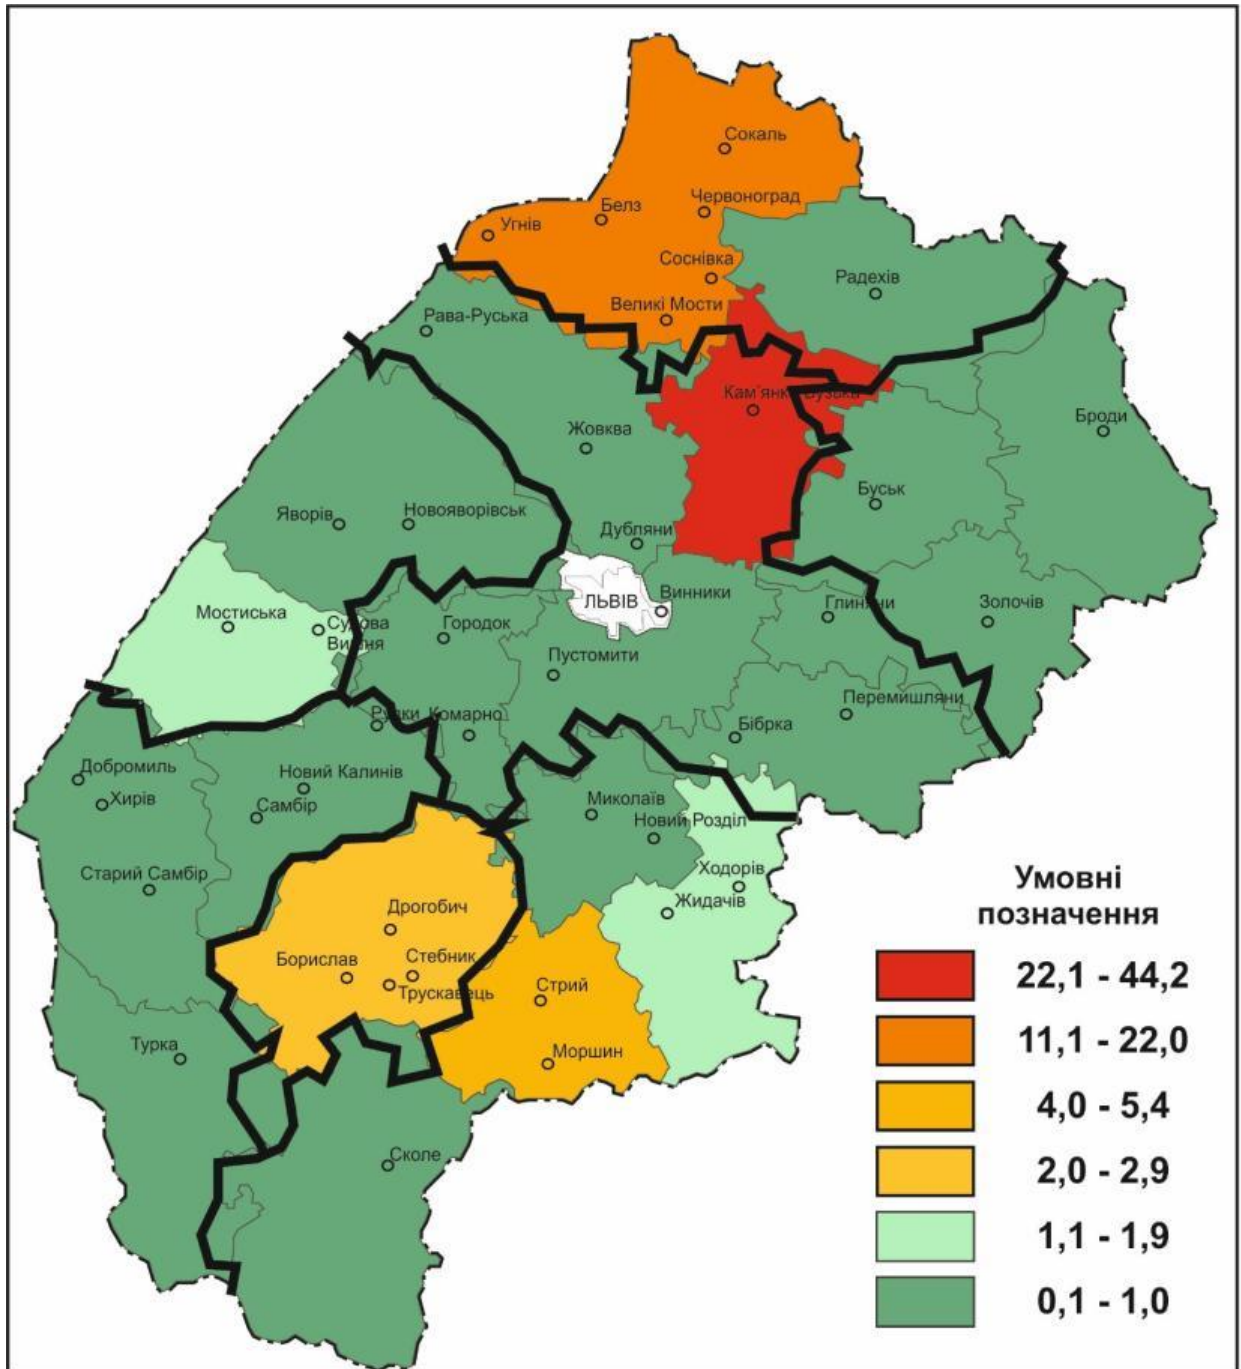 Сокаль
Червоноград
Белз
Угнів
Соснівка
Радехів
Великі Мости
Рава-Руська
Кам'янка-Бузька
Броди
Жовква
Буськ
Яворів
Новояворівськ
Дубляни
ЛЬВІВ
Винники
Глиняни
Золочів
Мостиська
Судова
Вишня
Городок
Пустомити
Перемишляни
Рудки
Комарно
Бібрка
Добромиль
Хирів
Новий Калинів
Самбір
Миколаїв
Новий Розділ
Старий Самбір
Ходорів
Жидачів
Дрогобич
Борислав
Стебник
Трускавець
Стрий
Турка
Моршин
Сколе
Умовні
позначення
22,1 - 44,2
11,1 - 22,0
4,0 - 5,4
2,0 - 2,9
1,1 - 1,9
0,1 - 1,0